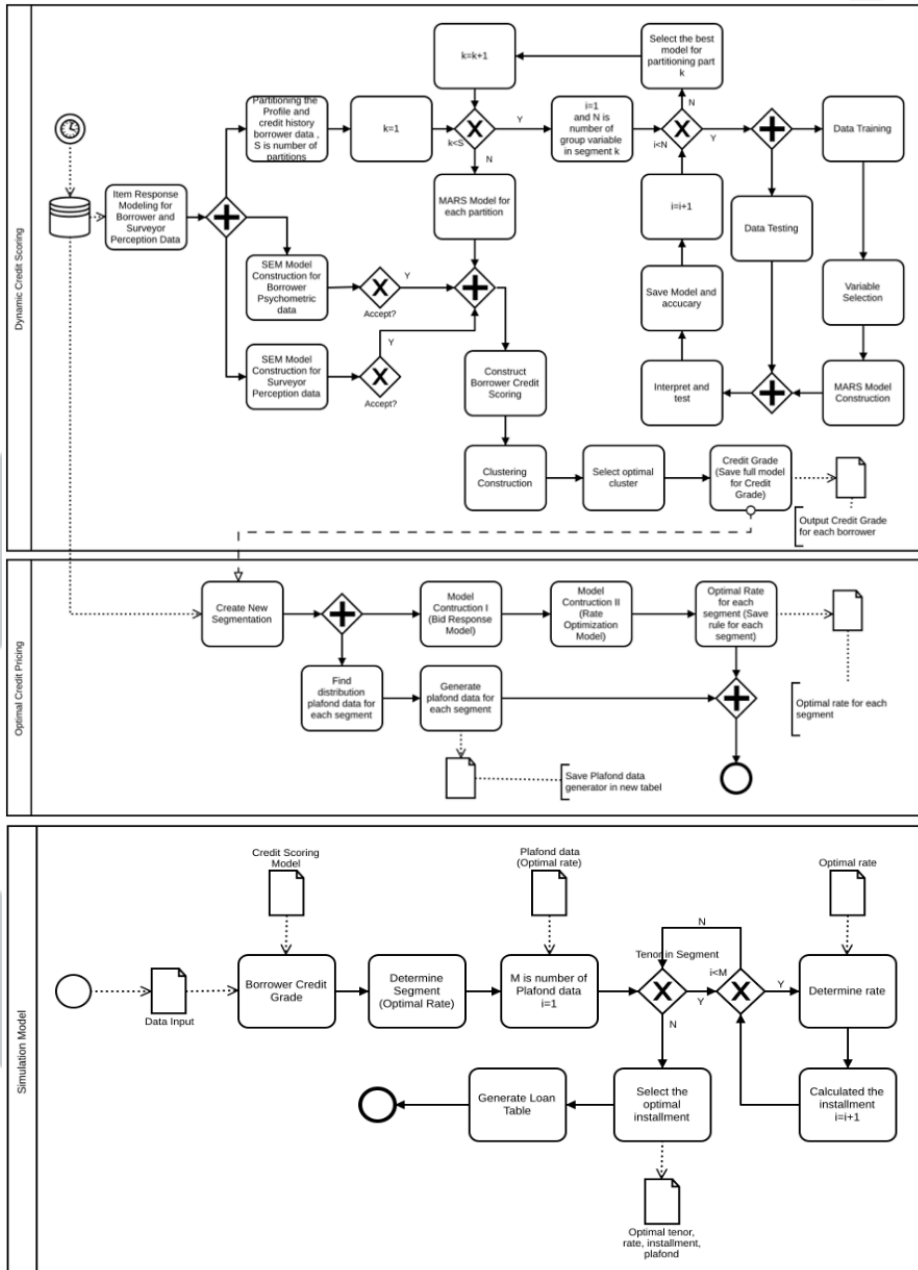 Dynamic Credit Scoring
k=k+1
Select the best
model for
partitioning part
k
Partitioning the
Profile and
credit history
borrower data ,
S is number of
partitions
k=1
k<S
Y
N
i=1
and N is
number of
group variable
in segment k
i<N
N
Y
Data Training
Item Response
Modeling for
Borrower and
Surveyor
Perception Data
MARS Model for
each partition
i=i+1
Data Testing
SEM Model
Construction for
Borrower
Psychometric
data
Y
Accept?
Save Model and
accucary
Variable
Selection
SEM Model
Construction for
Surveyor
Perception data
Y
Accept?
Construct
Borrower Credit
Scoring
Interpret and
test
MARS Model
Construction
Clustering
Construction
Select optimal
cluster
Credit Grade
(Save full model
for Credit
Grade)
Output Credit Grade
for each borrower
Optimal Credit Pricing
Create New
Segmentation
Model
Contruction I
(Bid Response
Model)
Model
Contruction II
(Rate
Optimization
Model)
Optimal Rate
for each
segment (Save
rule for each
segment)
Find
distribution
plafond data for
each segment
Generate
plafond data for
each segment
Optimal rate for each
segment
Save Plafond data
generator in new tabel
Simulation Model
Credit Scoring
Model
Plafond data
(Optimal rate)
Optimal rate
Data Input
Borrower Credit
Grade
Determine
Segment
(Optimal Rate)
M is number of
Plafond data
i=1
Tenor in Segment
N
Y
N
i<M
Y
Determine rate
Generate Loan
Table
Select the
optimal
installment
Calculated the
installment
i=i+1
Optimal tenor,
rate, installment,
plafond